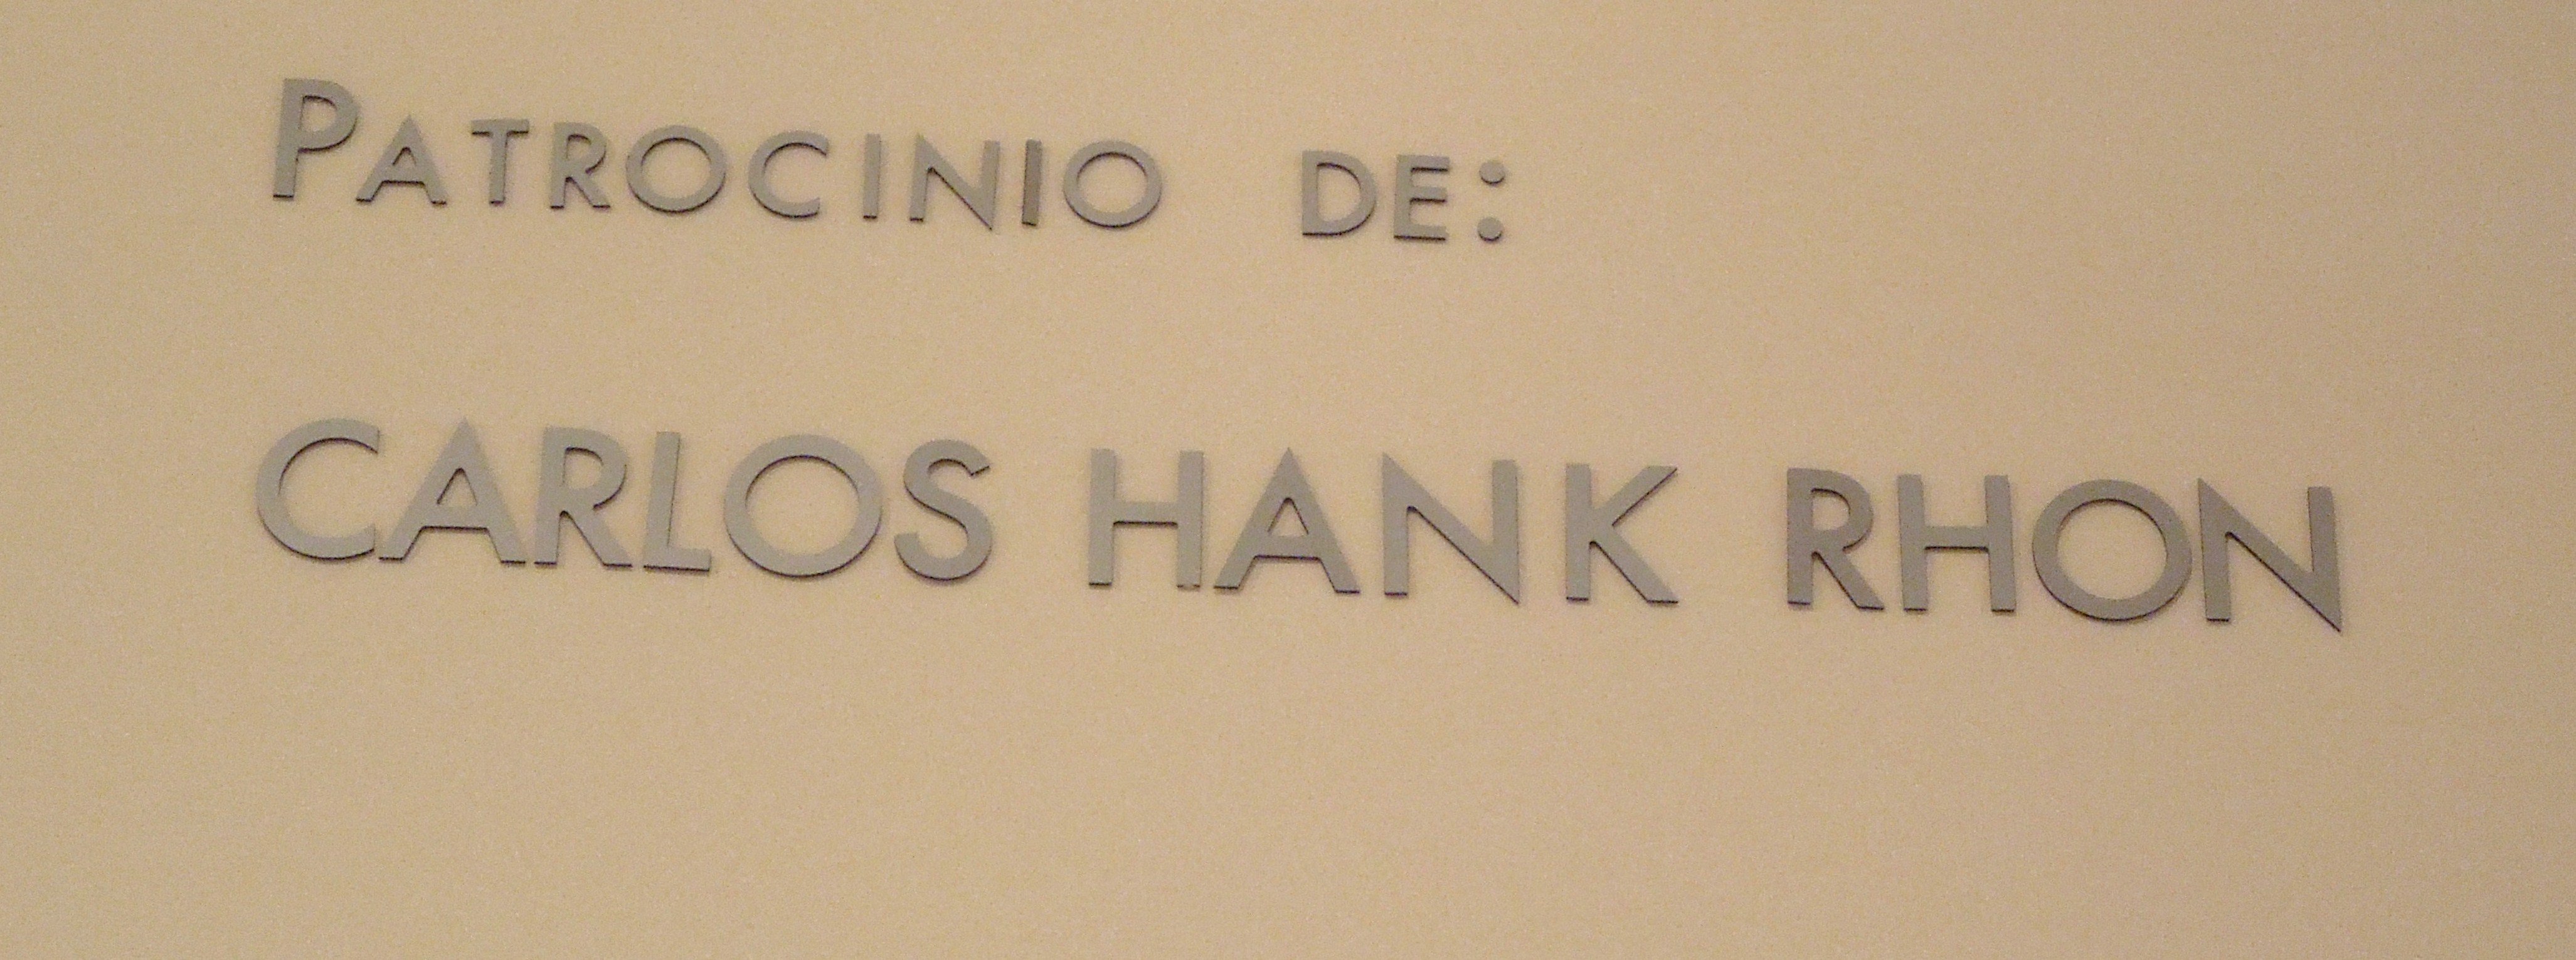 PATROCINIO DE:
CARLOS HANK RHON